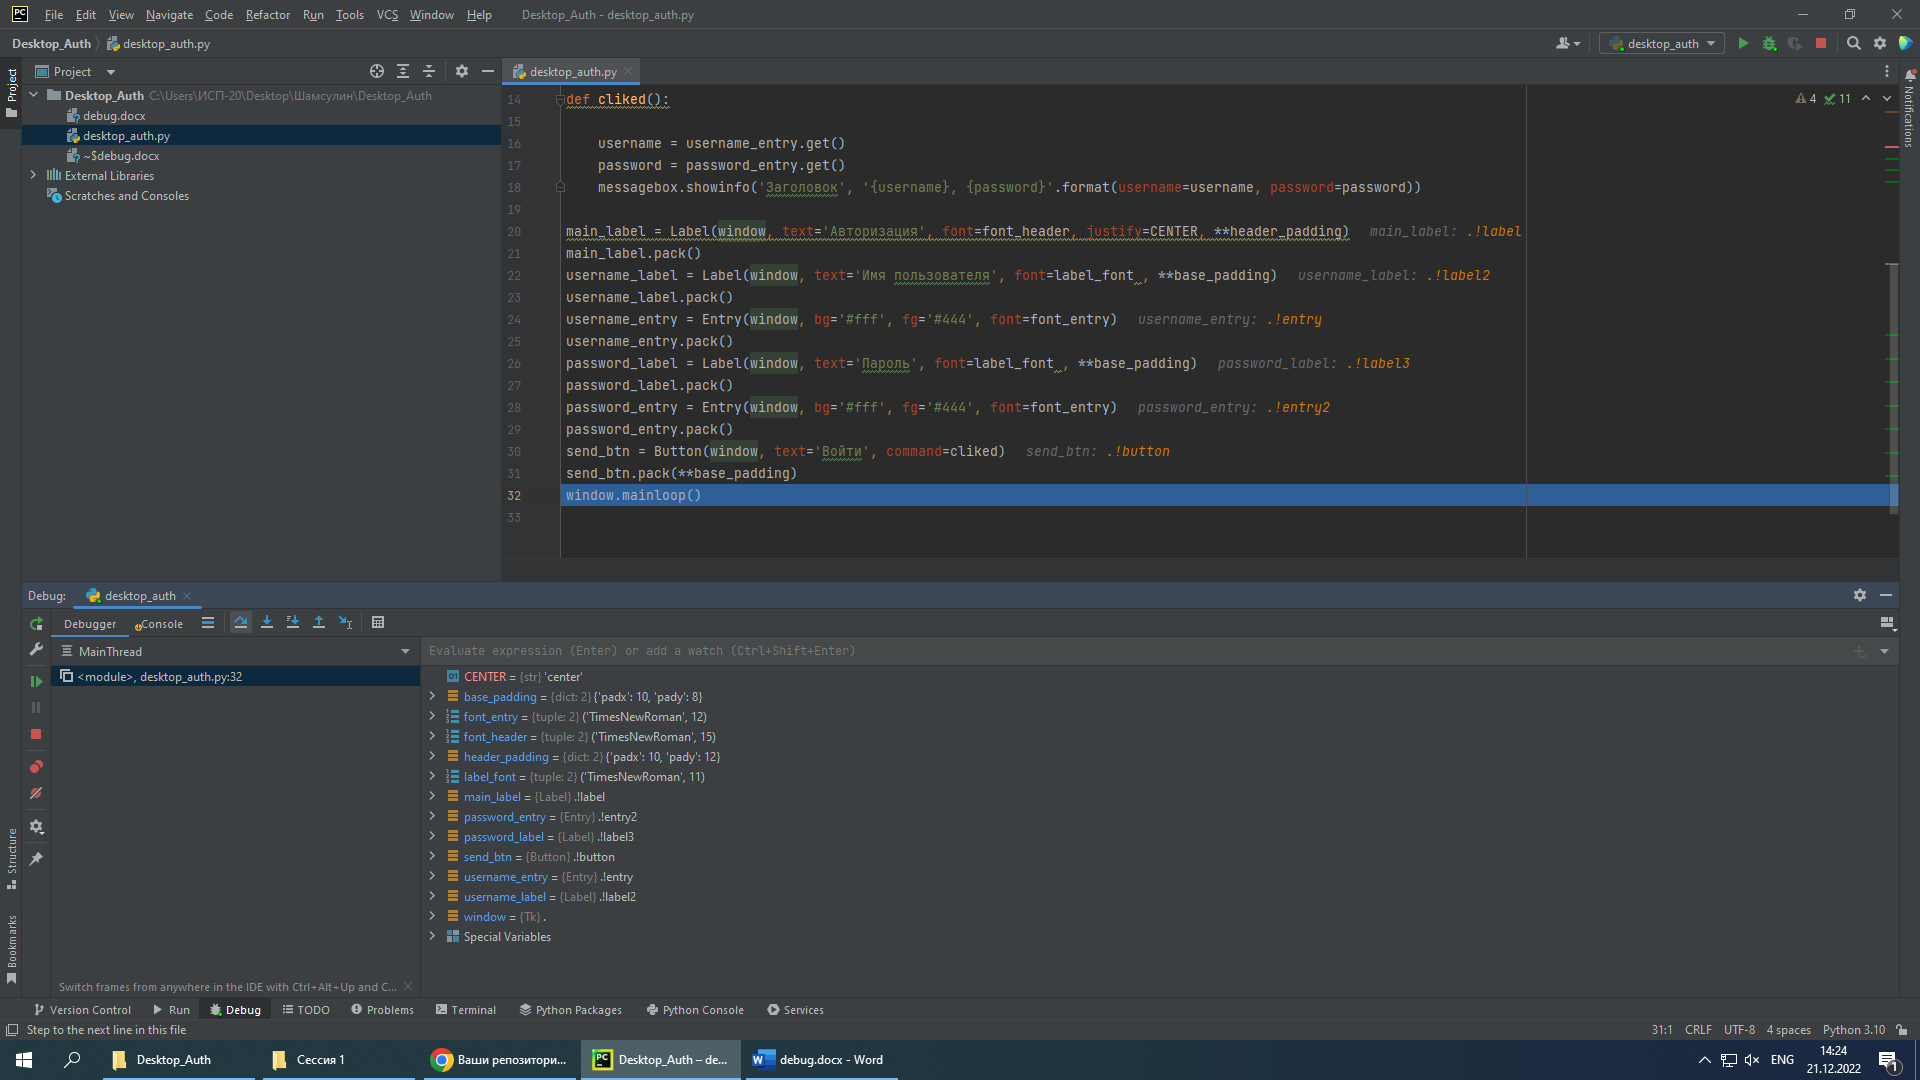 PC File Edit View Navigate Code Refactor Run Tools VCS Window Help Desktop_Auth - desktop_auth.py
Desktop_Auth desktop_auth.py
desktop_auth
Project
Project
Desktop_Auth C:\Users\ИСП-20\Desktop\Шамсулин\Desktop_Auth
debug.docx
desktop_auth.py
~$debug.docx
External Libraries
Scratches and Consoles
desktop_auth.py
4 11
Notifications
14 def cliked():
15
16 username = username_entry.get()
17 password = password_entry.get()
18 messagebox.showinfo('Заголовок', '{username}, {password}'.format(username=username, password=password))
19
20 main_label = Label(window, text='Авторизация', font=font_header, justify=CENTER, **header_padding) main_label: .!label
21 main_label.pack()
22 username_label = Label(window, text='Имя пользователя', font=label_font , **base_padding) username_label: .!label2
23 username_label.pack()
24 username_entry = Entry(window, bg='#fff', fg='#444', font=font_entry) username_entry: .!entry
25 username_entry.pack()
26 password_label = Label(window, text='Пароль', font=label_font , **base_padding) password_label: .!label3
27 password_label.pack()
28 password_entry = Entry(window, bg='#fff', fg='#444', font=font_entry) password_entry: .!entry2
29 password_entry.pack()
30 send_btn = Button(window, text='Войти', command=cliked) send_btn: .!button
31 send_btn.pack(**base_padding)
32 window.mainloop()
33
Debug: desktop_auth
Debugger Console
MainThread
<module>, desktop_auth.py:32
Evaluate expression (Enter) or add a watch (Ctrl+Shift+Enter)
01 CENTER = {str} 'center'
base_padding = {dict: 2} {'padx': 10, 'pady': 8}
font_entry = {tuple: 2} ('TimesNewRoman', 12)
font_header = {tuple: 2} ('TimesNewRoman', 15)
header_padding = {dict: 2} {'padx': 10, 'pady': 12}
label_font = {tuple: 2} ('TimesNewRoman', 11)
main_label = {Label} .!label
password_entry = {Entry} .!entry2
password_label = {Label} .!label3
send_btn = {Button} .!button
username_entry = {Entry} .!entry
username_label = {Label} .!label2
window = {Tk} .
Special Variables
Structure
Bookmarks
Switch frames from anywhere in the IDE with Ctrl+Alt+Up and C...
Version Control Run Debug TODO Problems Terminal Python Packages Python Console Services
Step to the next line in this file 31:1 CRLF UTF-8 4 spaces Python 3.10
Desktop_Auth Сессия 1 Ваши репозитори... PC Desktop_Auth – de... W debug.docx - Word ENG 14:24
21.12.2022 1